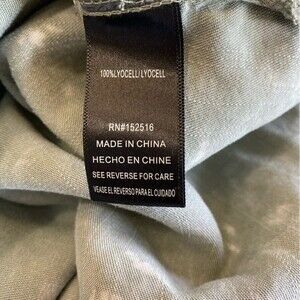 100%LYOCELL/ LYOCELL
RN#152516
MADE IN CHINA
HECHO EN CHINE
SEE REVERSE FOR CARE
VEASE EL REVERSO PARA EL CUIDADO